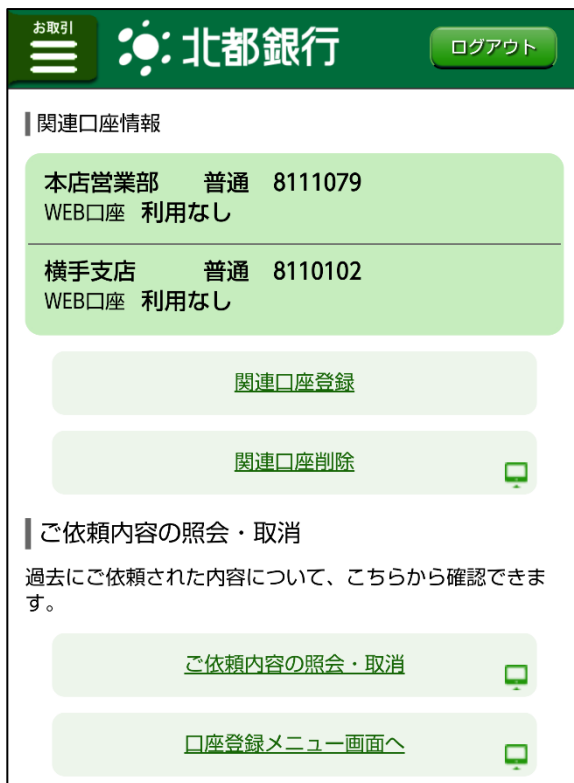 お取引
北都銀行
ログアウト
関連口座情報
本店営業部 普通 8111079
WEB口座 利用なし
横手支店 普通 8110102
WEB口座 利用なし
関連口座登録
関連口座削除
ご依頼内容の照会・取消
過去にご依頼された内容について、こちらから確認できま
す。
ご依頼内容の照会・取消
口座登録メニュー画面へ